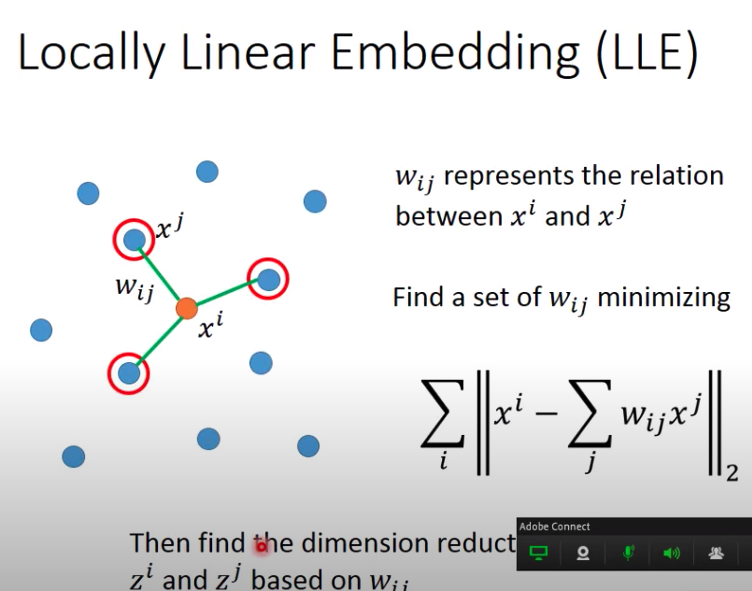 Locally Linear Embedding (LLE)
w_{ij} represents the relation
between x^i and x^j
x^j
w_{ij}
x^i
Find a set of w_{ij} minimizing
\sum_i \left\| x^i - \sum_j w_{ij} x^j \right\|_2
Then find the dimension reduct
z^i and z^j based on w_{ij}
Adobe Connect